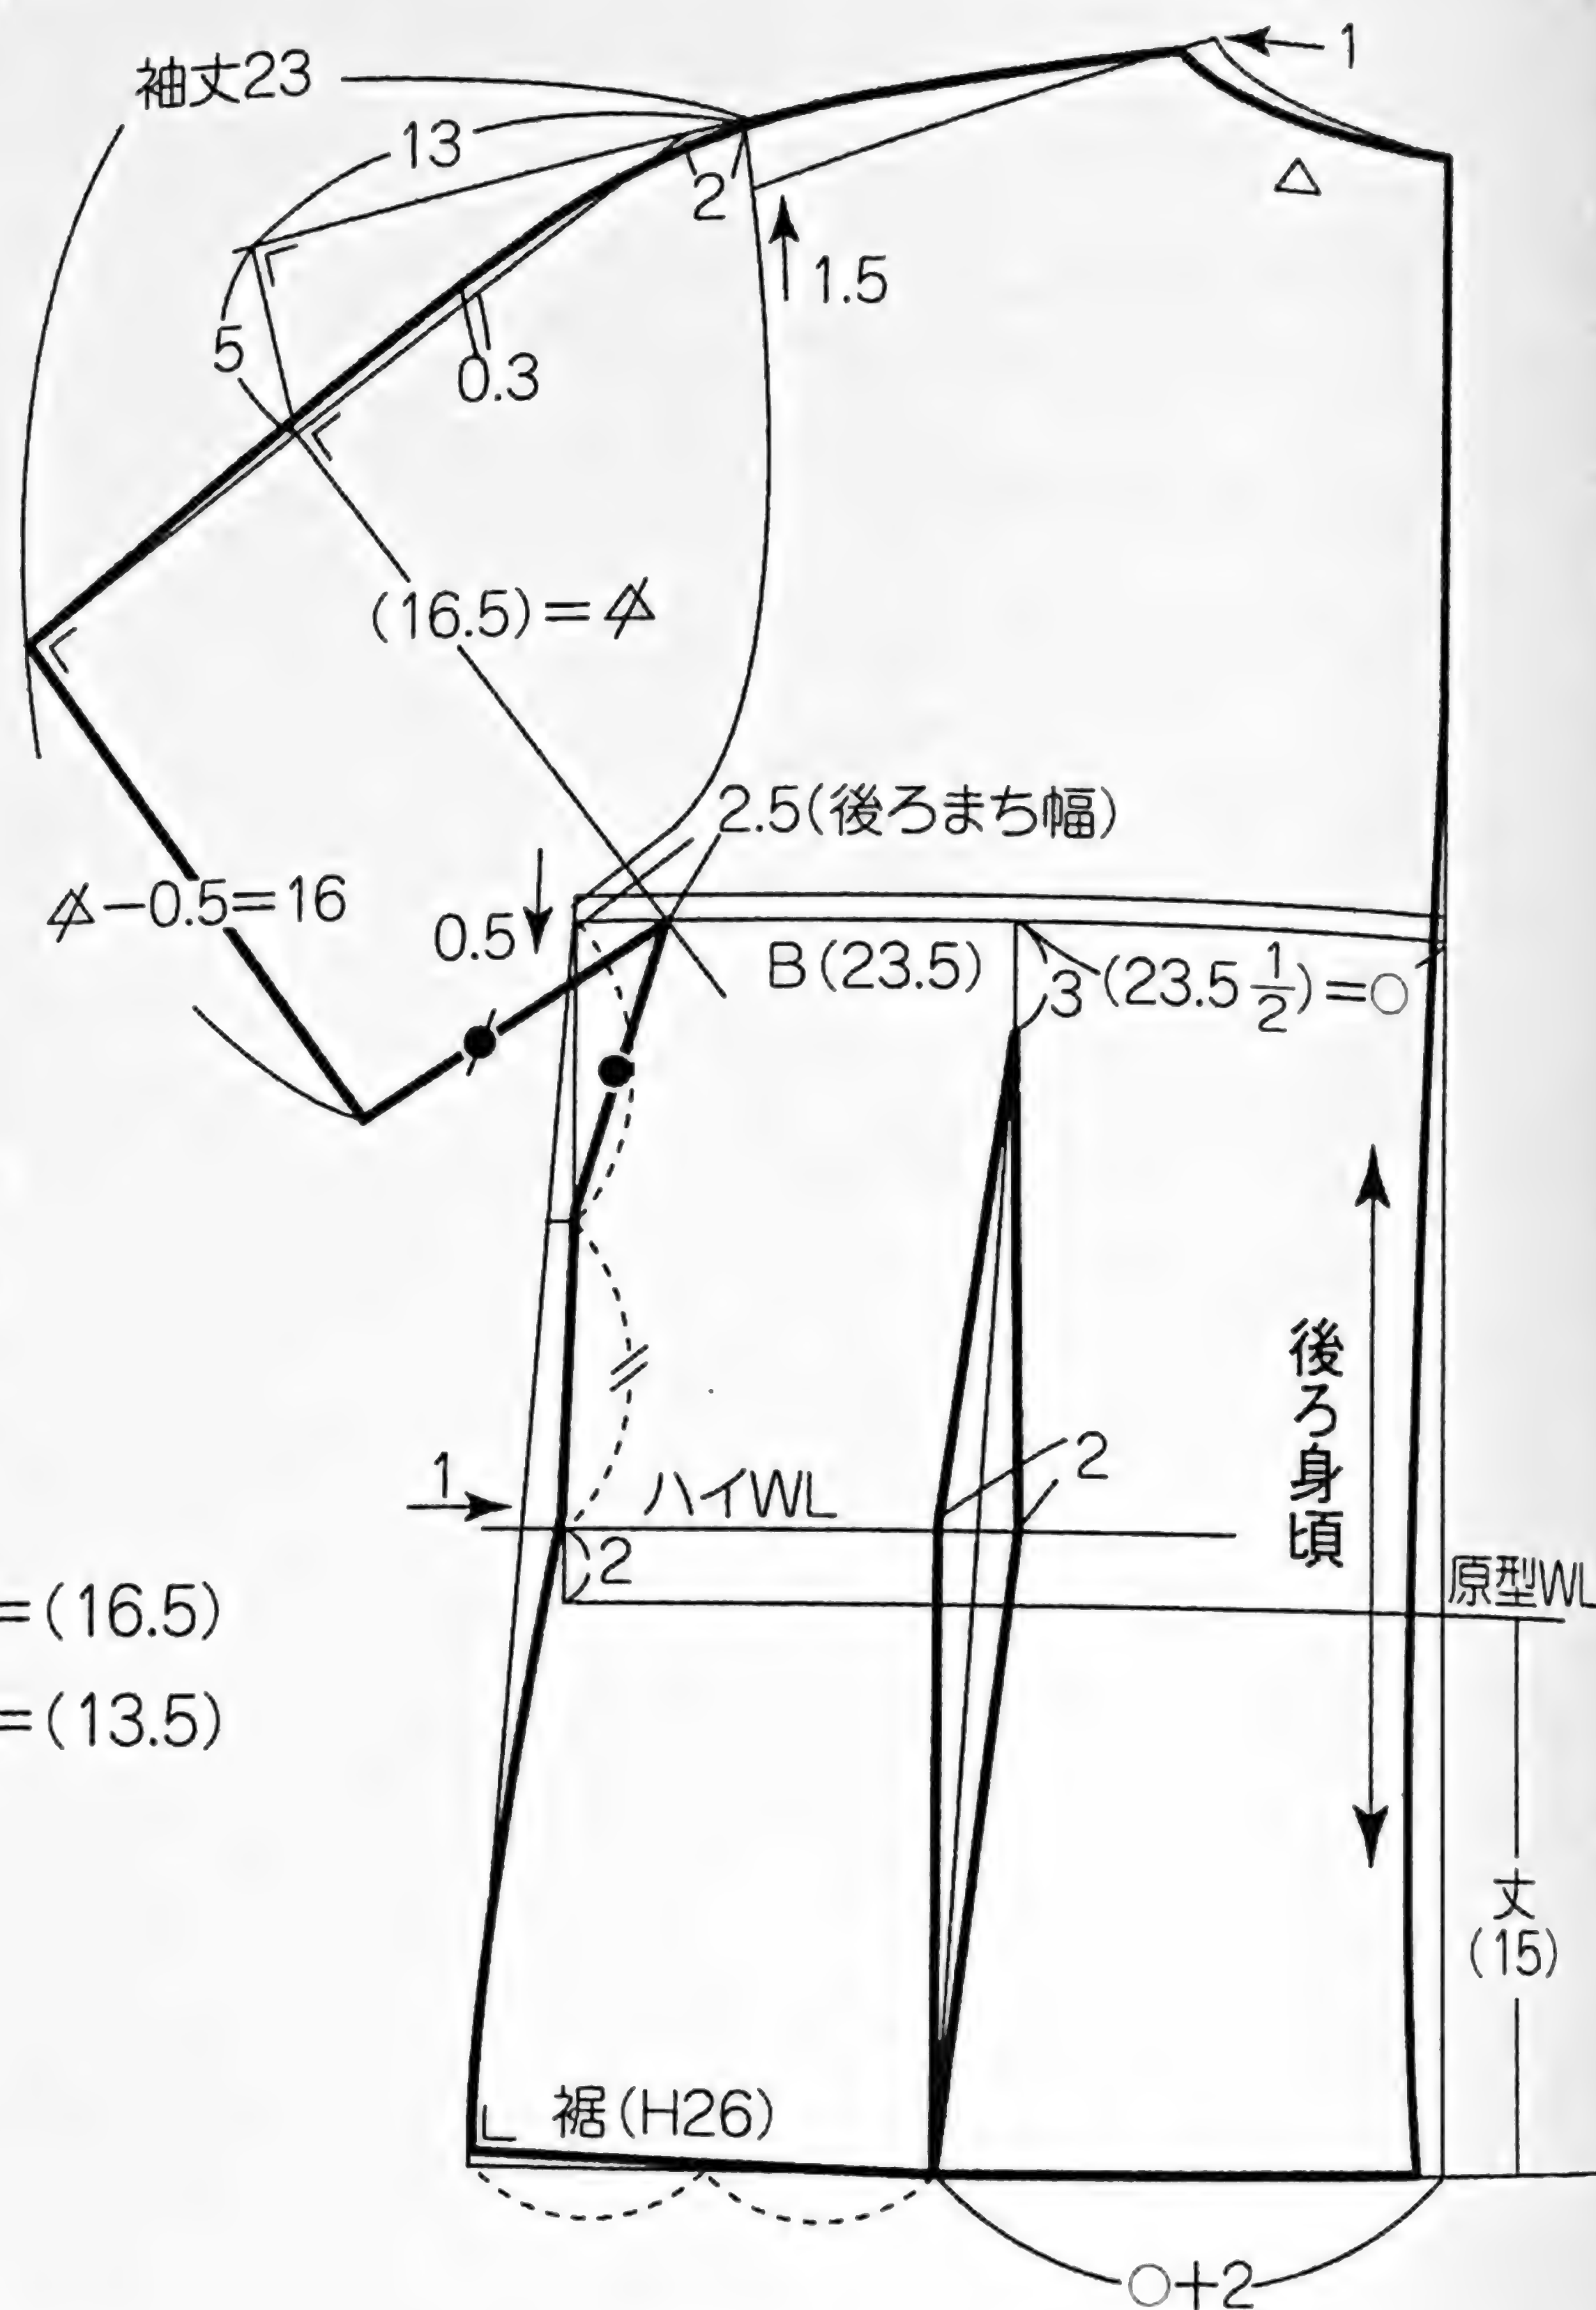 袖丈23
1
13
2
△
1.5
5
0.3
(16.5)=
2.5(後ろまち幅)
-0.5=16
0.5
B(23.5)
3
(23.5 1/2)=○
後ろ身頃
1
ハイWL
2
2
原型WL
=(16.5)
=(13.5)
丈
(15)
裾(H26)
○+2